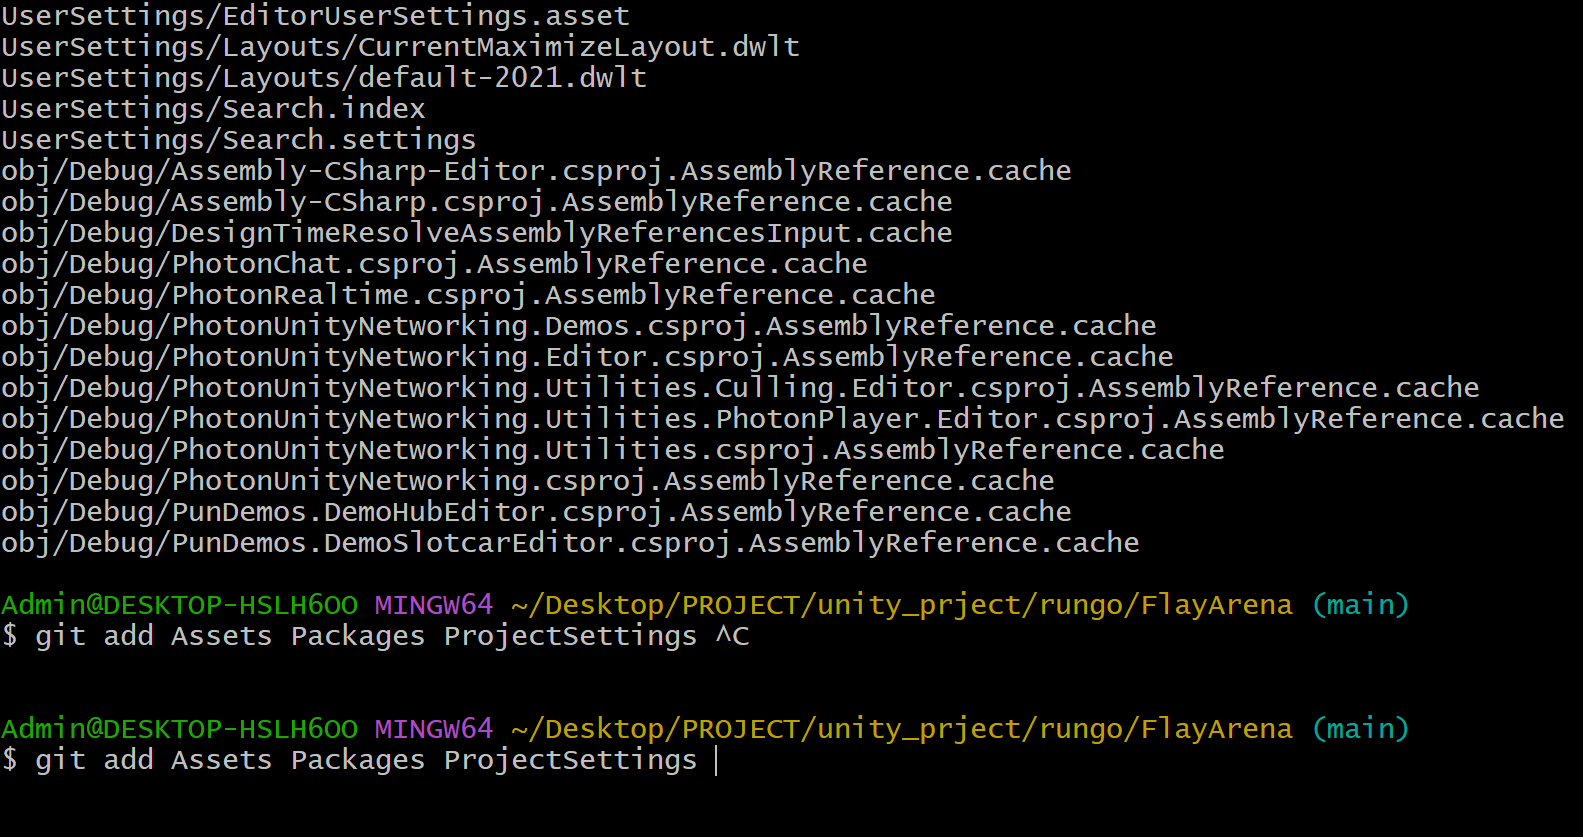 UserSettings/EditorUserSettings.asset
UserSettings/Layouts/CurrentMaximizeLayout.dwlt
UserSettings/Layouts/default-2021.dwlt
UserSettings/Search.index
UserSettings/Search.settings
obj/Debug/Assembly-CSharp-Editor.csproj.AssemblyReference.cache
obj/Debug/Assembly-CSharp.csproj.AssemblyReference.cache
obj/Debug/DesignTimeResolveAssemblyReferencesInput.cache
obj/Debug/PhotonChat.csproj.AssemblyReference.cache
obj/Debug/PhotonRealtime.csproj.AssemblyReference.cache
obj/Debug/PhotonUnityNetworking.Demos.csproj.AssemblyReference.cache
obj/Debug/PhotonUnityNetworking.Editor.csproj.AssemblyReference.cache
obj/Debug/PhotonUnityNetworking.Utilities.Culling.Editor.csproj.AssemblyReference.cache
obj/Debug/PhotonUnityNetworking.Utilities.PhotonPlayer.Editor.csproj.AssemblyReference.cache
obj/Debug/PhotonUnityNetworking.Utilities.csproj.AssemblyReference.cache
obj/Debug/PhotonUnityNetworking.csproj.AssemblyReference.cache
obj/Debug/PunDemos.DemoHubEditor.csproj.AssemblyReference.cache
obj/Debug/PunDemos.DemoSlotcarEditor.csproj.AssemblyReference.cache
Admin@DESKTOP-HSLH6OO MINGW64 ~/Desktop/PROJECT/unity_prject/rungo/FlayArena (main)
$ git add Assets Packages ProjectSettings ^C
Admin@DESKTOP-HSLH6OO MINGW64 ~/Desktop/PROJECT/unity_prject/rungo/FlayArena (main)
$ git add Assets Packages ProjectSettings